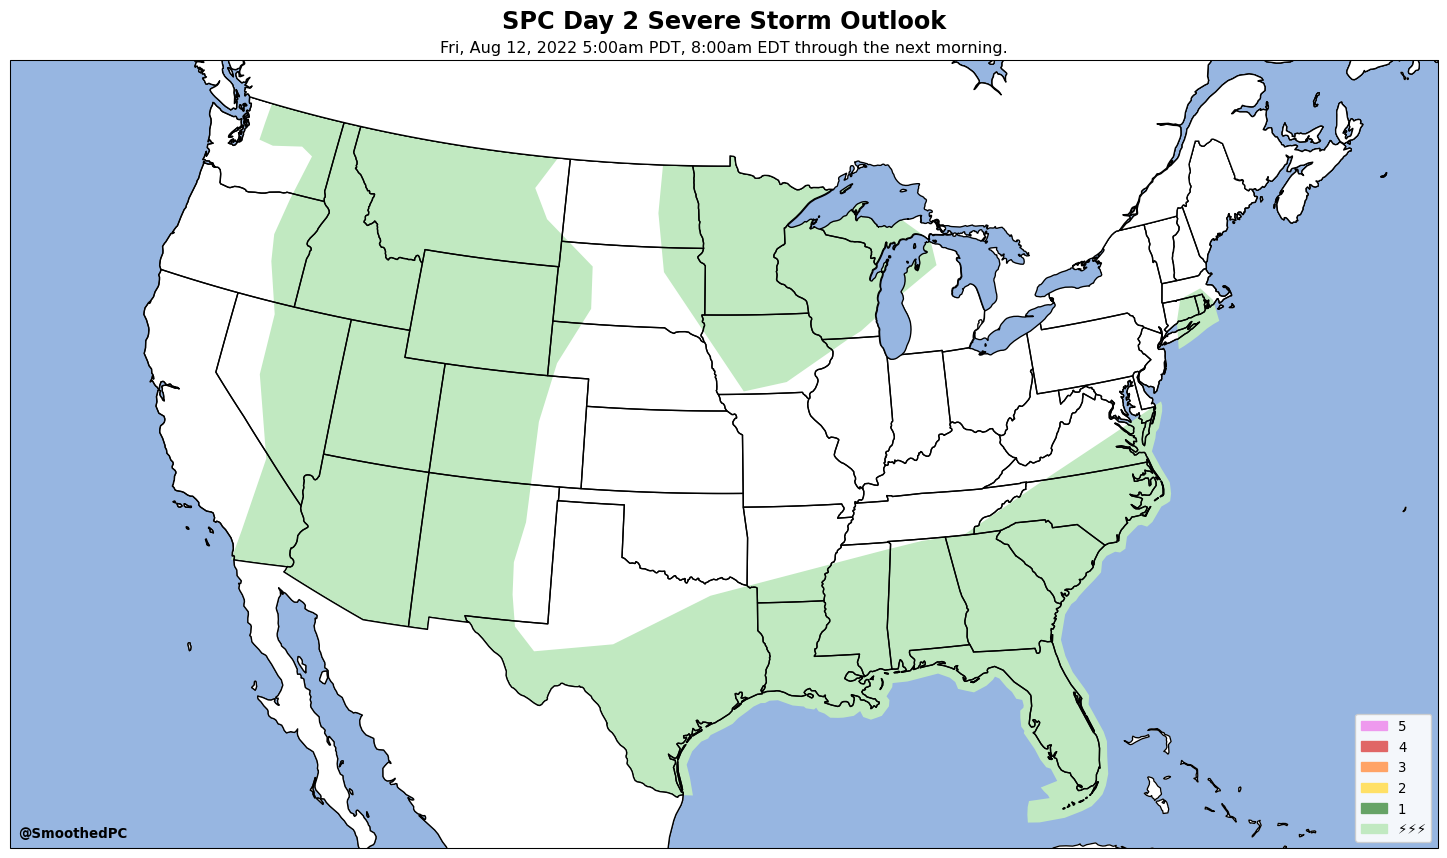 SPC Day 2 Severe Storm Outlook
Fri, Aug 12, 2022 5:00am PDT, 8:00am EDT through the next morning.
5
4
3
2
1
⚡⚡⚡
@SmoothedPC